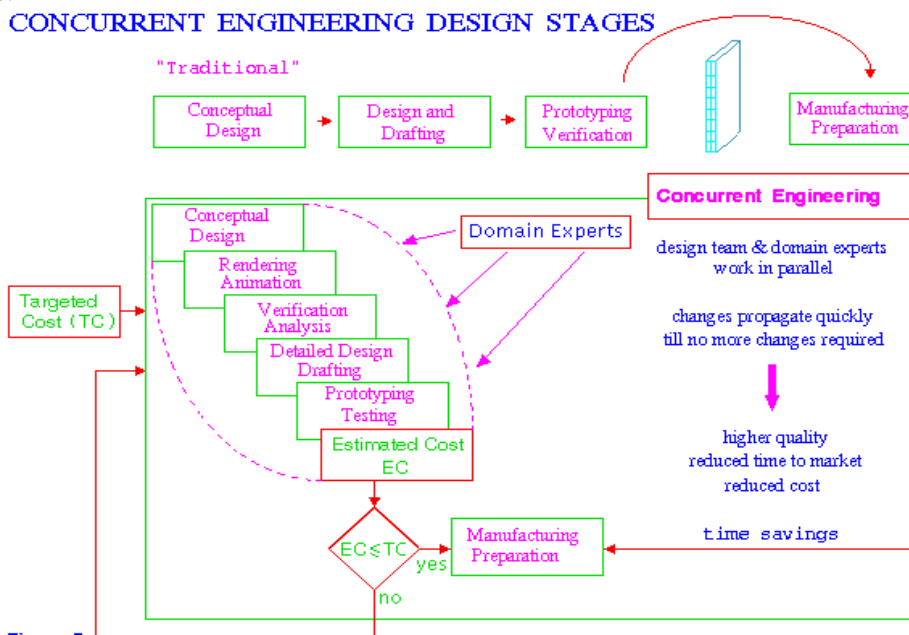 CONCURRENT ENGINEERING DESIGN STAGES
"Traditional"
Conceptual
Design
Design and
Drafting
Prototyping
Verification
Manufacturing
Preparation
Concurrent Engineering
Conceptual
Design
Domain Experts
design team & domain experts
work in parallel
Rendering
Animation
Targeted
Cost (TC)
Verification
Analysis
changes propagate quickly
till no more changes required
Detailed Design
Drafting
Prototyping
Testing
Estimated Cost
EC
higher quality
reduced time to market
reduced cost
EC≤TC
yes
Manufacturing
Preparation
time savings
no